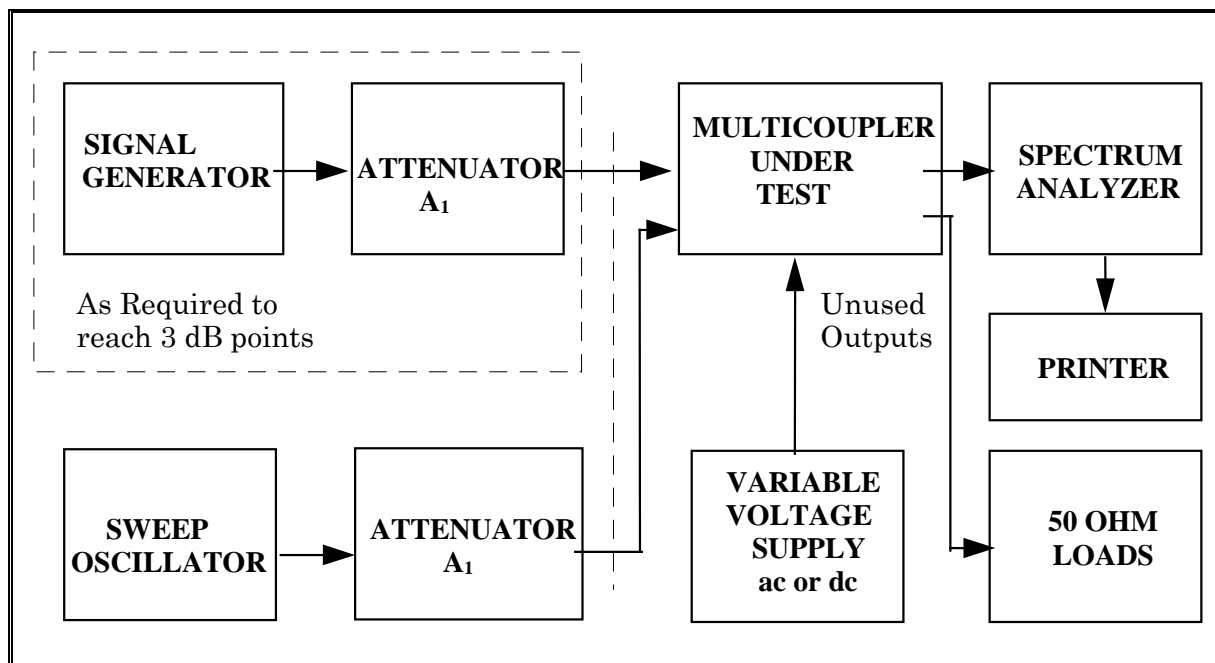 SIGNAL
GENERATOR
ATTENUATOR
A1
As Required to
reach 3 dB points
MULTICOUPLER
UNDER
TEST
SPECTRUM
ANALYZER
Unused
Outputs
PRINTER
SWEEP
OSCILLATOR
ATTENUATOR
A1
VARIABLE
VOLTAGE
SUPPLY
ac or dc
50 OHM
LOADS